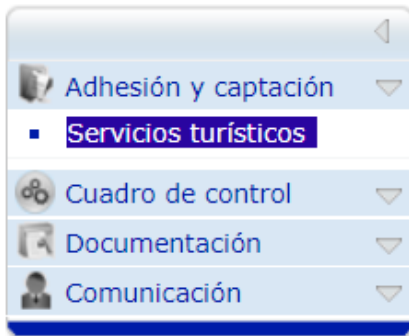 Adhesión y captación
Servicios turísticos
Cuadro de control
Documentación
Comunicación